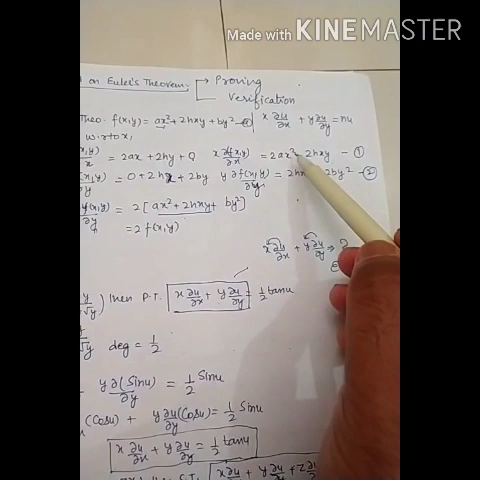 Made with KINEMASTER
on Euler's Theorem: → Proving
→ Verification
Theo. f(x,y) = ax² + 2hxy + by² x ∂u/∂x + y ∂u/∂y = nu
w.r.to x,
= 2ax + 2hy + 0 x ∂f(x,y)/∂x = 2ax² 2hxy — ①
= 0 + 2hx + 2by y ∂f(x,y)/∂y = 2by² — ②
= 2[ax² + 2hxy + by²]
= 2 f(x,y)
x ∂u/∂x + y ∂u/∂y ⇒ ?
then P.T. x ∂u/∂x + y ∂u/∂y = 1/2 tanu
deg = 1/2
y ∂(Sinu)/∂y = 1/2 Sinu
(Cosu) + y ∂u/∂y (Cosu) = 1/2 Sinu
x ∂u/∂x + y ∂u/∂y = 1/2 tanu
x ∂u/∂x + y ∂u/∂y +